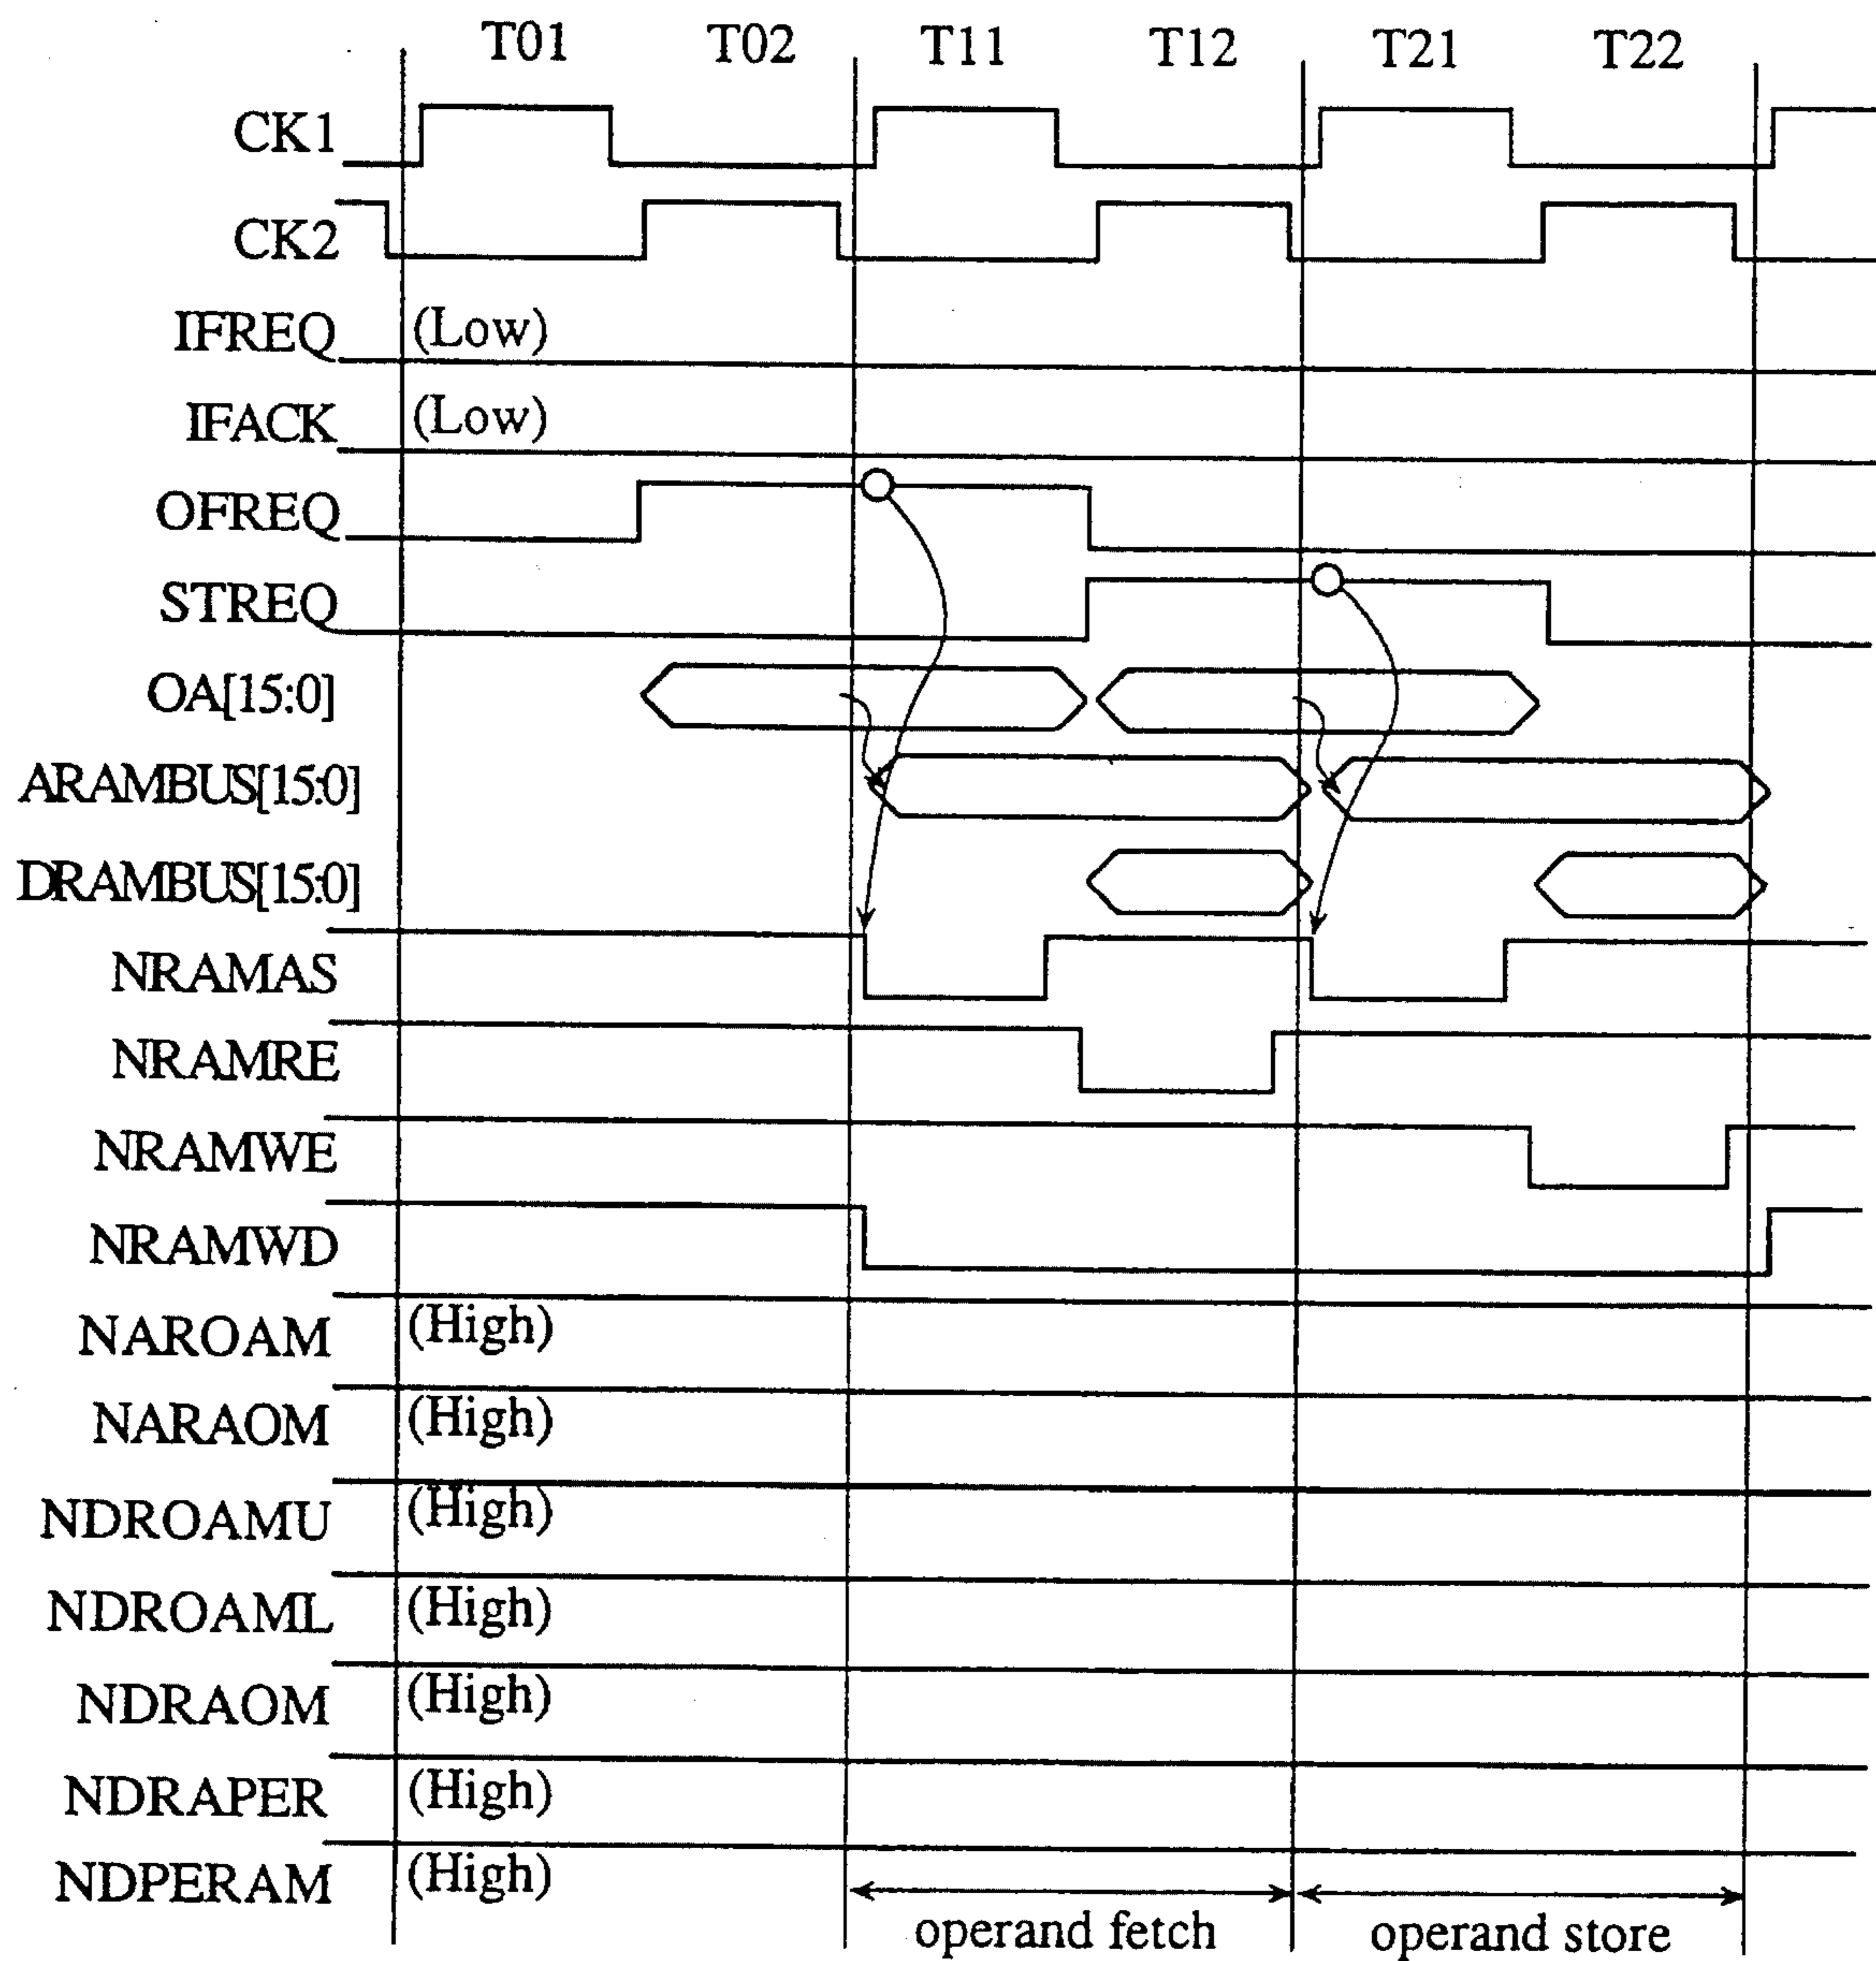 T01 T02 T11 T12 T21 T22
CK1
CK2
IFREQ (Low)
IFACK (Low)
OFREQ
STREQ
OA[15:0]
ARAMBUS[15:0]
DRAMBUS[15:0]
NRAMAS
NRAMRE
NRAMWE
NRAMWD
NAROAM (High)
NARAOM (High)
NDROAMU (High)
NDROAML (High)
NDRAOM (High)
NDRAPER (High)
NDPERAM (High)
operand fetch operand store